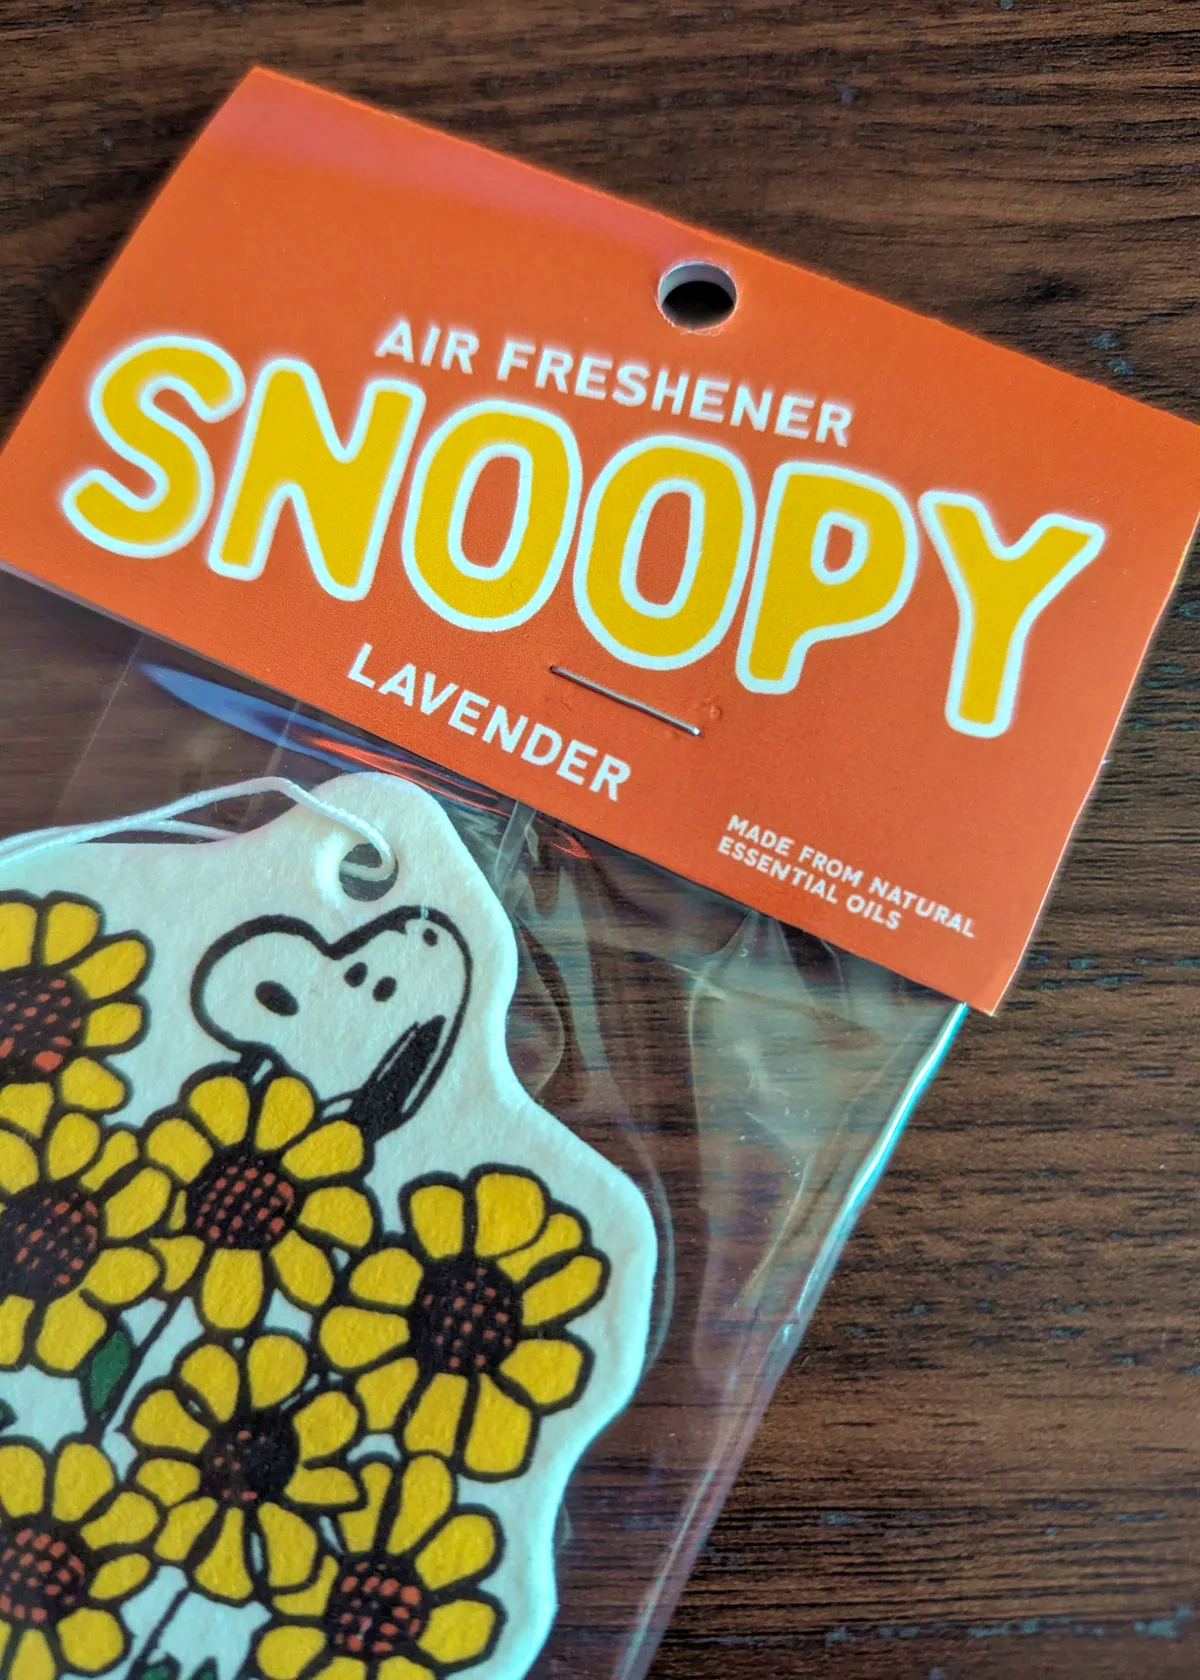 AIR FRESHENER
SNOOPY
LAVENDER
MADE FROM NATURAL
ESSENTIAL OILS